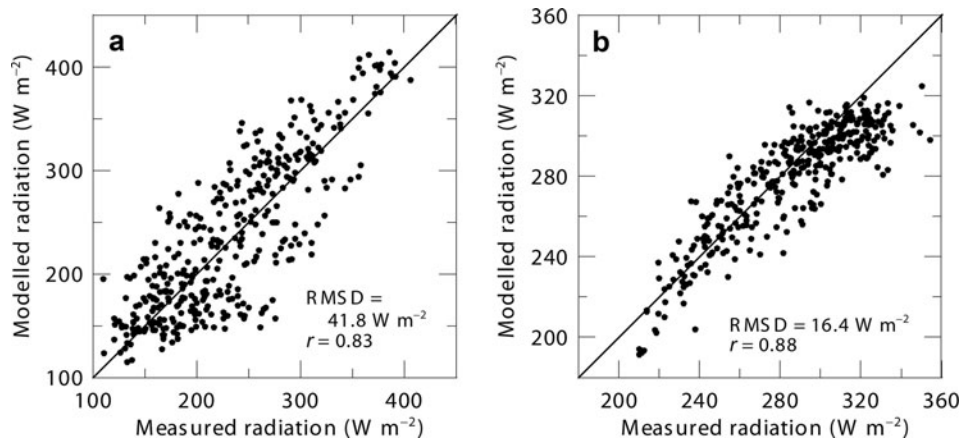 a
Modelled radiation (W m⁻²)
400
300
200
100
100 200 300 400
Measured radiation (W m⁻²)
RMSD =
41.8 W m⁻²
r = 0.83
b
Modelled radiation (W m⁻²)
360
320
280
240
200
200 240 280 320 360
Measured radiation (W m⁻²)
RMSD = 16.4 W m⁻²
r = 0.88